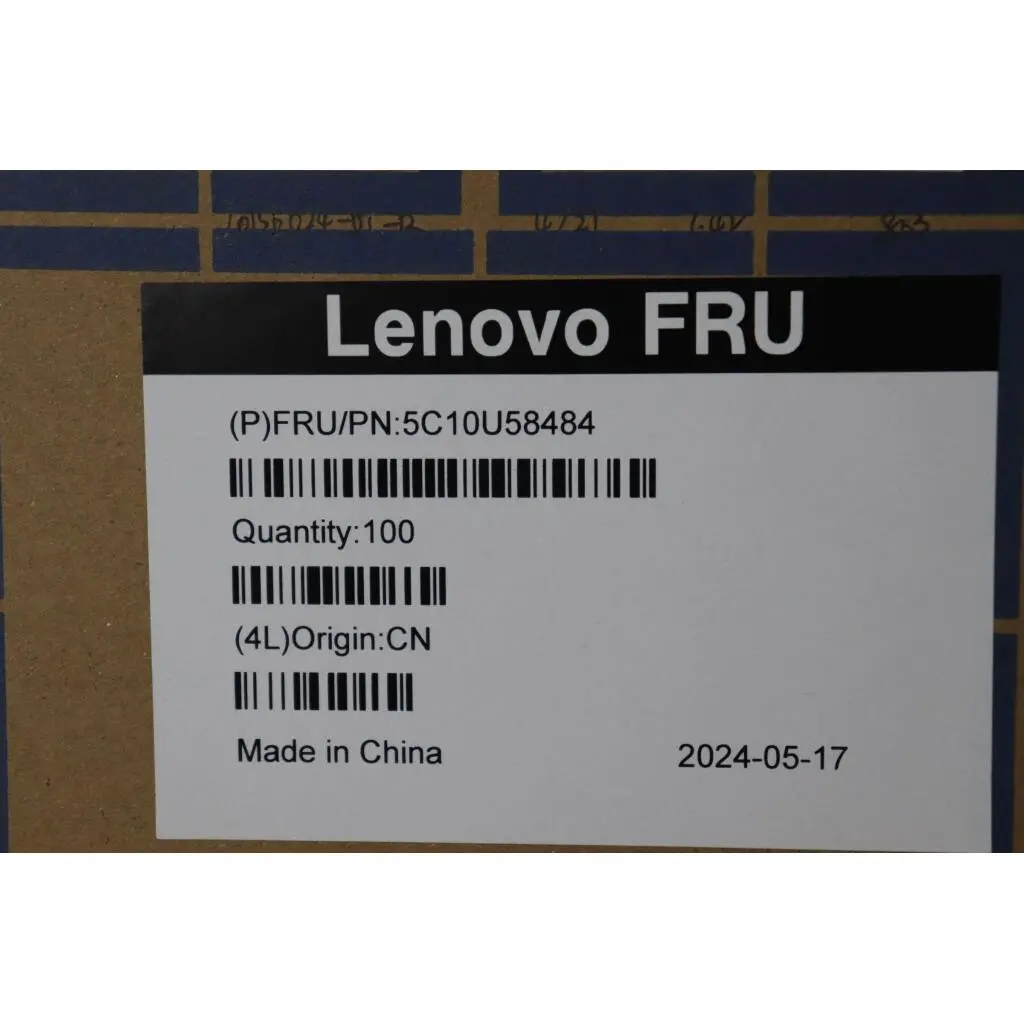 Lenovo FRU
(P)FRU/PN:5C10U58484
Quantity:100
(4L)Origin:CN
Made in China 2024-05-17